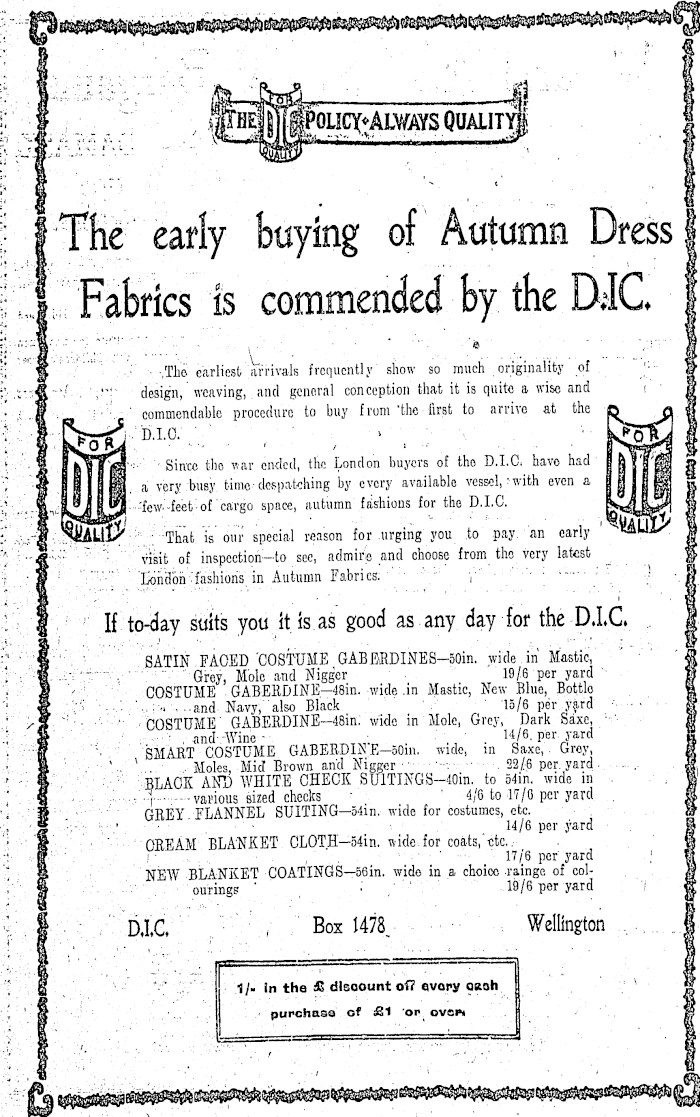 FOR
THE DIC POLICY ALWAYS QUALITY
QUALITY
The early buying of Autumn Dress
Fabrics is commended by the D.IC.
The earliest arrivals frequently show so much originality of
design, weaving, and general conception that it is quite a wise and
commendable procedure to buy from the first to arrive at the
D.I.C.
Since the war ended, the London buyers of the D.I.C. have had
a very busy time despatching by every available vessel, with even a
few feet of cargo space, autumn fashions for the D.I.C.
That is our special reason for urging you to pay an early
visit of inspection—to see, admire and choose from the very latest
London fashions in Autumn Fabrics.
FOR
DIC
QUALITY
FOR
DIC
QUALITY
If to-day suits you it is as good as any day for the D.I.C.
SATIN FACED COSTUME GABERDINES—50in. wide in Mastic,
Grey, Mole and Nigger 19/6 per yard
COSTUME GABERDINE—48in. wide in Mastic, New Blue, Bottle
and Navy, also Black 15/6 per yard
COSTUME GABERDINE—48in. wide in Mole, Grey, Dark Saxe,
and Wine 14/6 per yard
SMART COSTUME GABERDINE—50in. wide, in Saxe, Grey,
Moles, Mid Brown and Nigger 22/6 per yard
BLACK AND WHITE CHECK SUITINGS—40in. to 54in. wide in
various sized checks 4/6 to 17/6 per yard
GREY FLANNEL SUITING—54in. wide for costumes, etc.
14/6 per yard
CREAM BLANKET CLOTH—54in. wide for coats, etc.
17/6 per yard
NEW BLANKET COATINGS—56in. wide in a choice range of col-
ourings 19/6 per yard
D.I.C. Box 1478 Wellington
1/- in the £ discount off every cash
purchase of £1 or over.